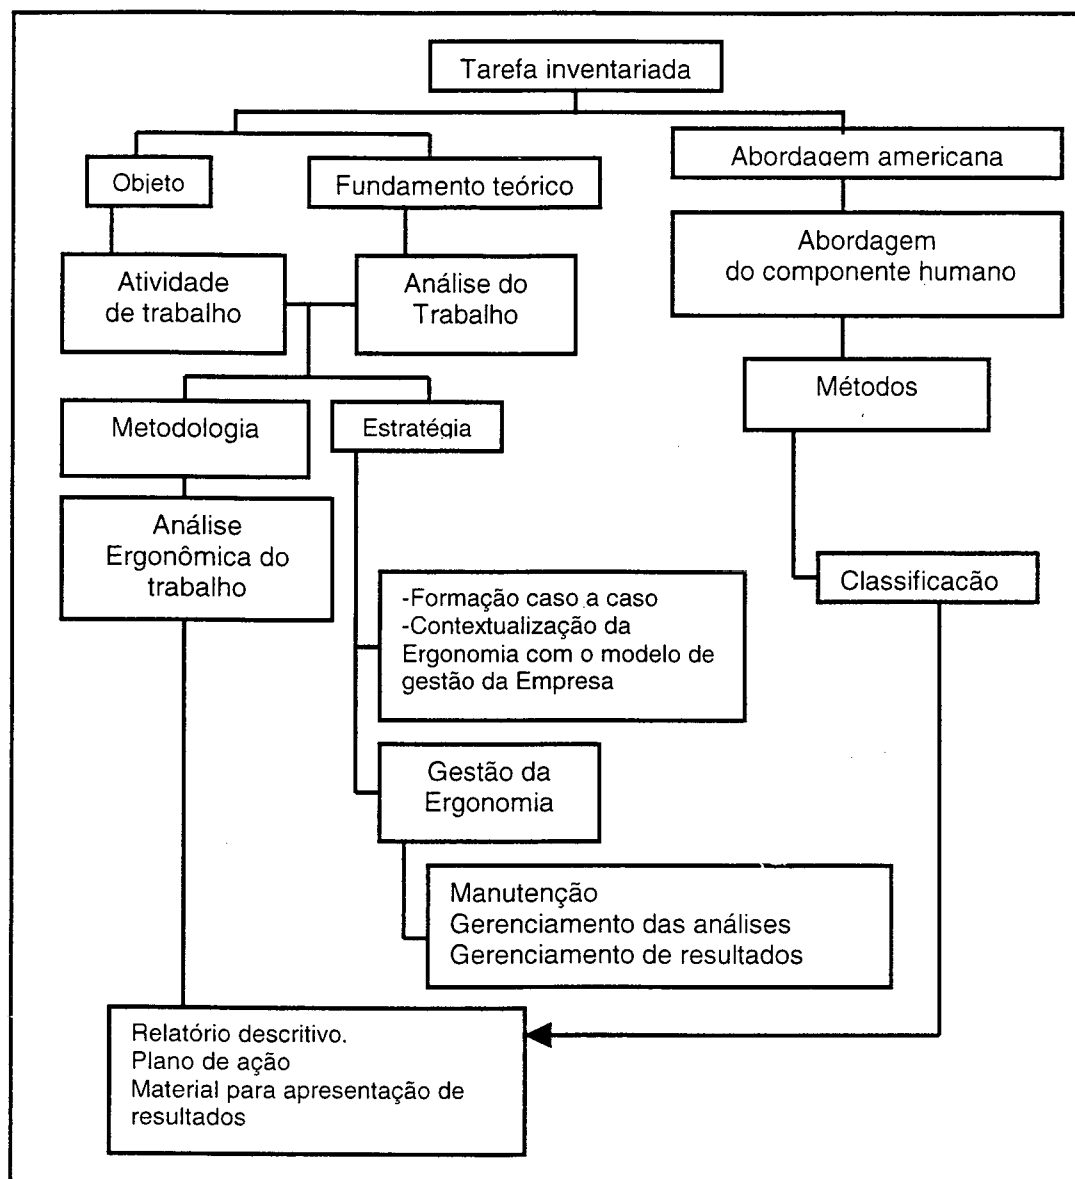 Tarefa inventariada
Abordagem americana
Objeto
Fundamento teórico
Abordagem
do componente humano
Atividade
de trabalho
Análise do
Trabalho
Métodos
Metodologia
Estratégia
Análise
Ergonômica do
trabalho
Classificacão
-Formação caso a caso
-Contextualização da
Ergonomia com o modelo de
gestão da Empresa
Gestão da
Ergonomia
Manutenção
Gerenciamento das análises
Gerenciamento de resultados
Relatório descritivo.
Plano de ação
Material para apresentação de
resultados